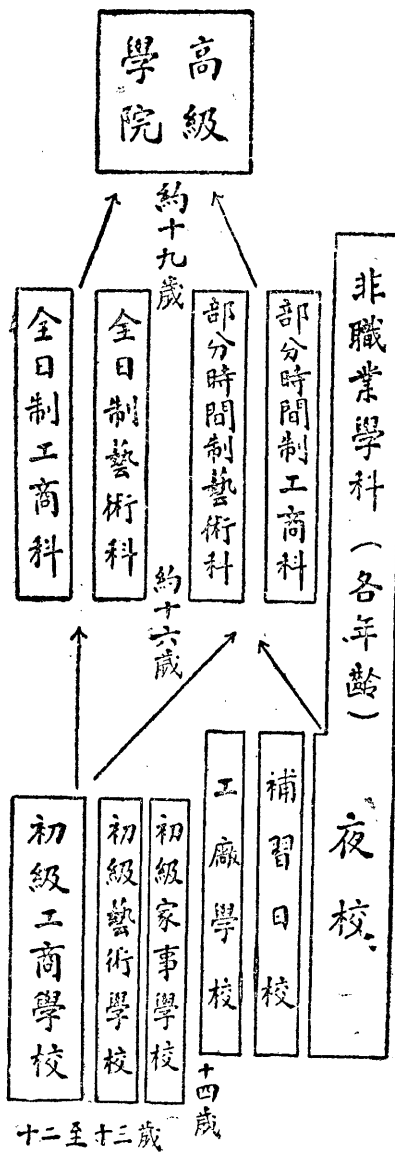 高級
學院
約十九歲
非職業學科（各年齡）
夜校
部分時間制工商科
部分時間制藝術科
全日制藝術科
全日制工商科
約十六歲
補習日校
工廠學校
十四歲
初級家事學校
初級藝術學校
初級工商學校
十二至十三歲